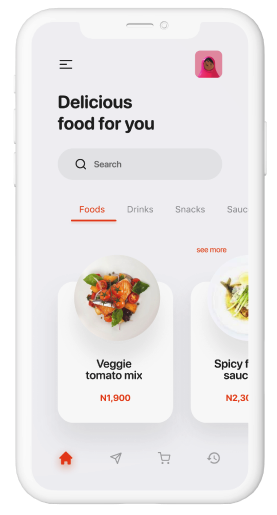 Delicious
food for you
Search
Foods Drinks Snacks Sauc
see more
Veggie
tomato mix
N1,900
Spicy f
sauc
N2,30